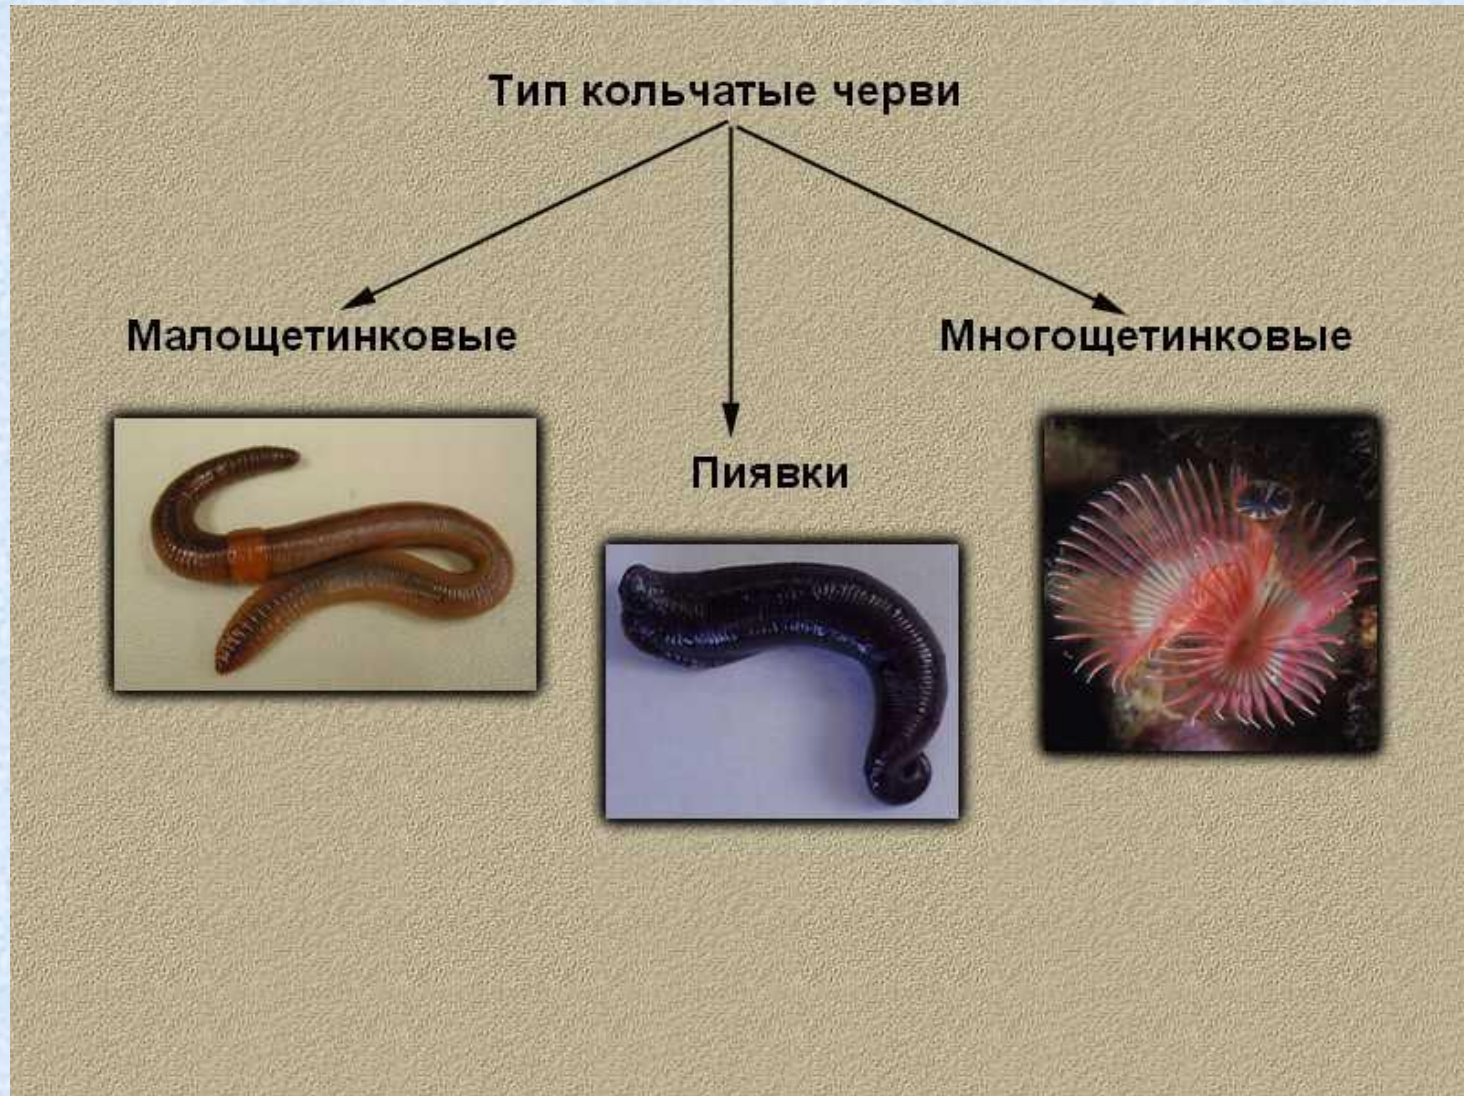 Тип кольчатые черви
Малощетинковые
Многощетинковые
Пиявки